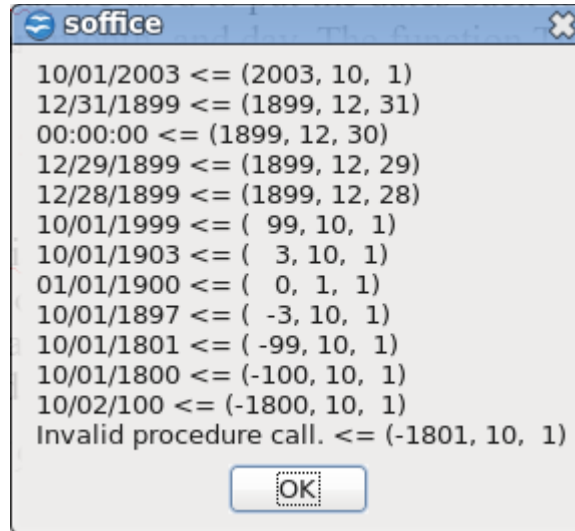 soffice
10/01/2003 <= (2003, 10,  1)
12/31/1899 <= (1899, 12, 31)
00:00:00 <= (1899, 12, 30)
12/29/1899 <= (1899, 12, 29)
12/28/1899 <= (1899, 12, 28)
10/01/1999 <= (  99, 10,  1)
10/01/1903 <= (   3, 10,  1)
01/01/1900 <= (   0,  1,  1)
10/01/1897 <= (  -3, 10,  1)
10/01/1801 <= ( -99, 10,  1)
10/01/1800 <= (-100, 10,  1)
10/02/100 <= (-1800, 10,  1)
Invalid procedure call. <= (-1801, 10,  1)
OK